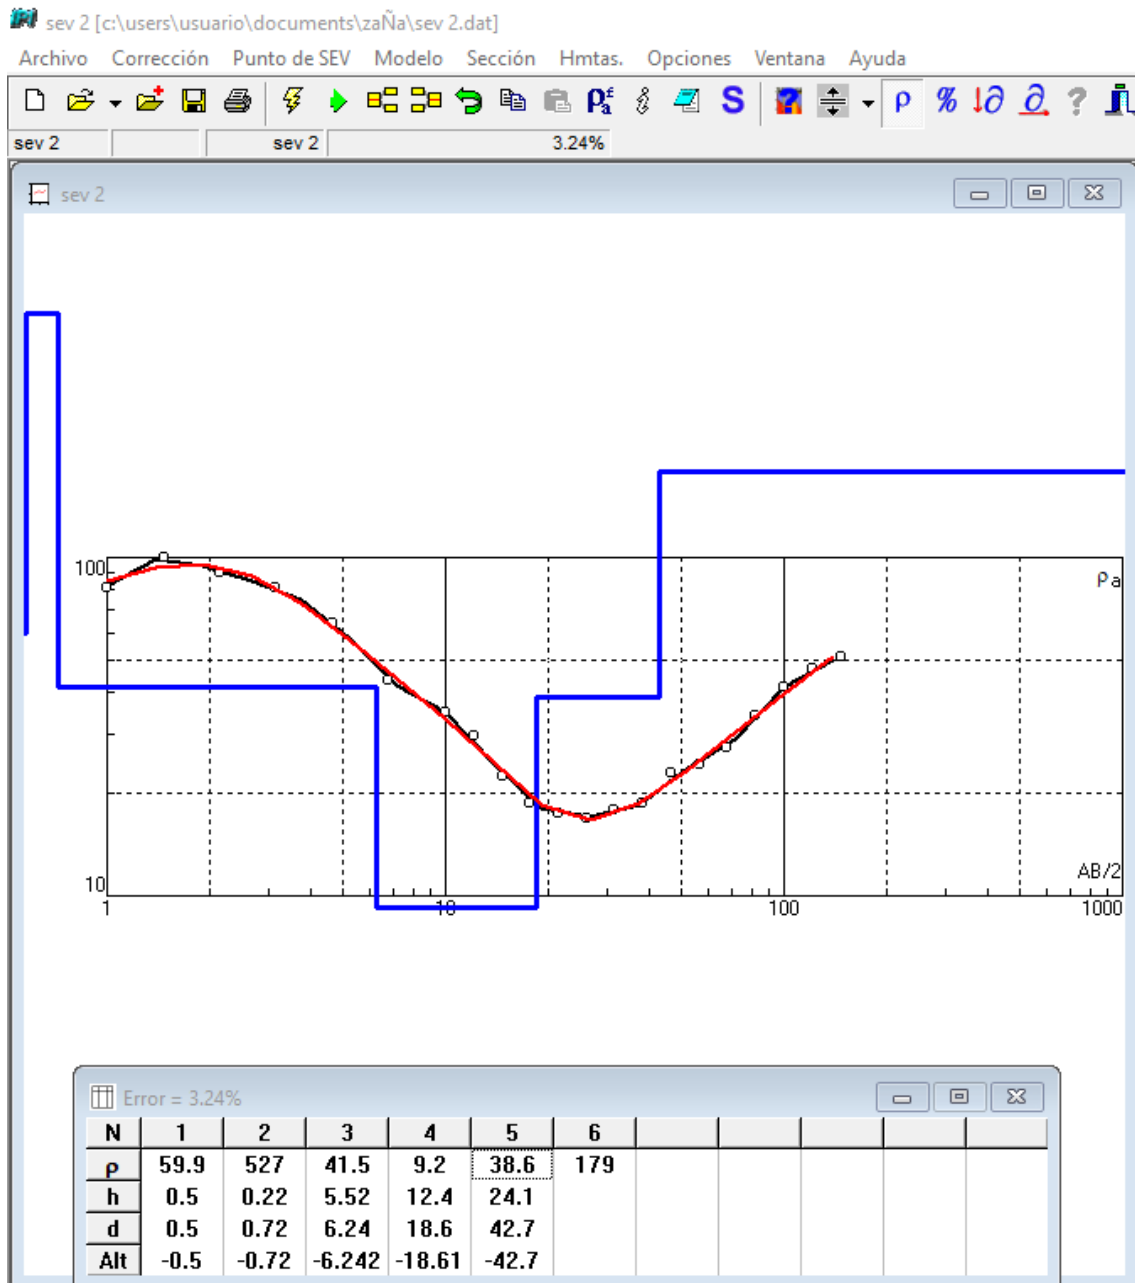 sev 2 [c:\users\usuario\documents\zaÑa\sev 2.dat]
Archivo Corrección Punto de SEV Modelo Sección Hmtas. Opciones Ventana Ayuda
ρa S ρ % ↓∂ ∂ ?
sev 2 sev 2 3.24%
sev 2
100
ρa
10
AB/2
1 10 100 1000
Error = 3.24%
N 1 2 3 4 5 6
ρ 59.9 527 41.5 9.2 38.6 179
h 0.5 0.22 5.52 12.4 24.1
d 0.5 0.72 6.24 18.6 42.7
Alt -0.5 -0.72 -6.242 -18.61 -42.7